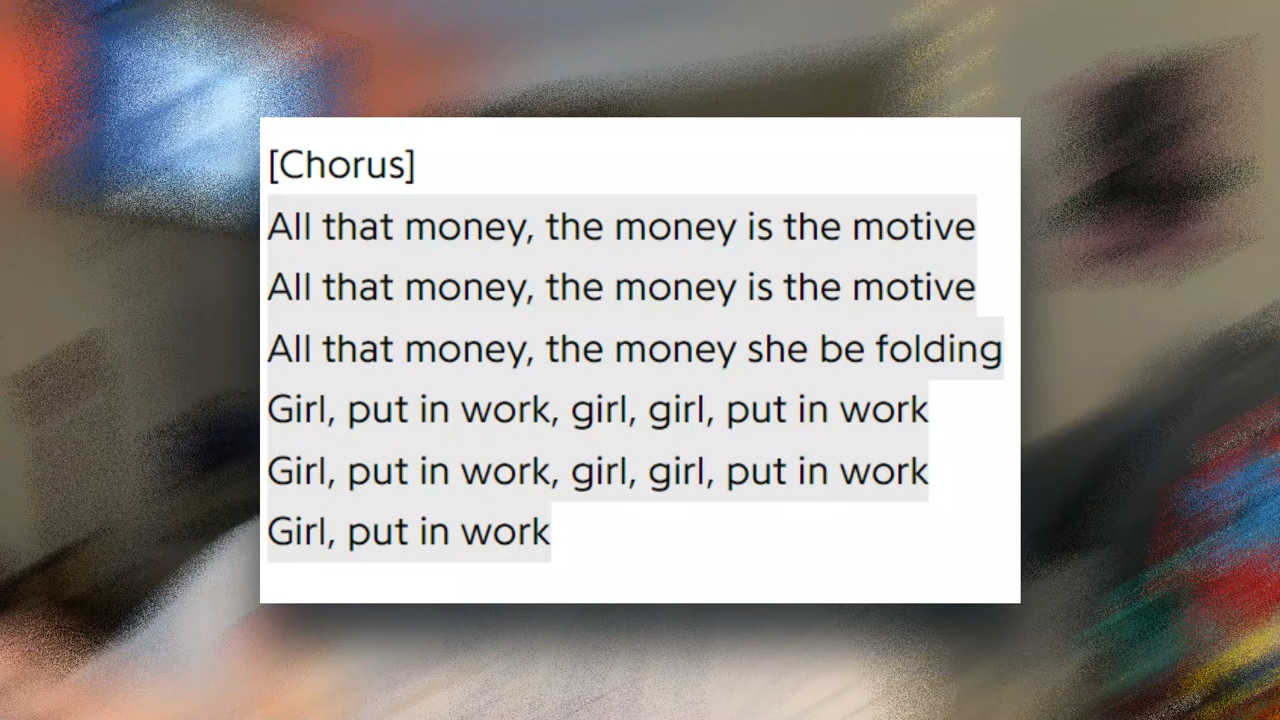 [Chorus]
All that money, the money is the motive
All that money, the money is the motive
All that money, the money she be folding
Girl, put in work, girl, girl, put in work
Girl, put in work, girl, girl, put in work
Girl, put in work